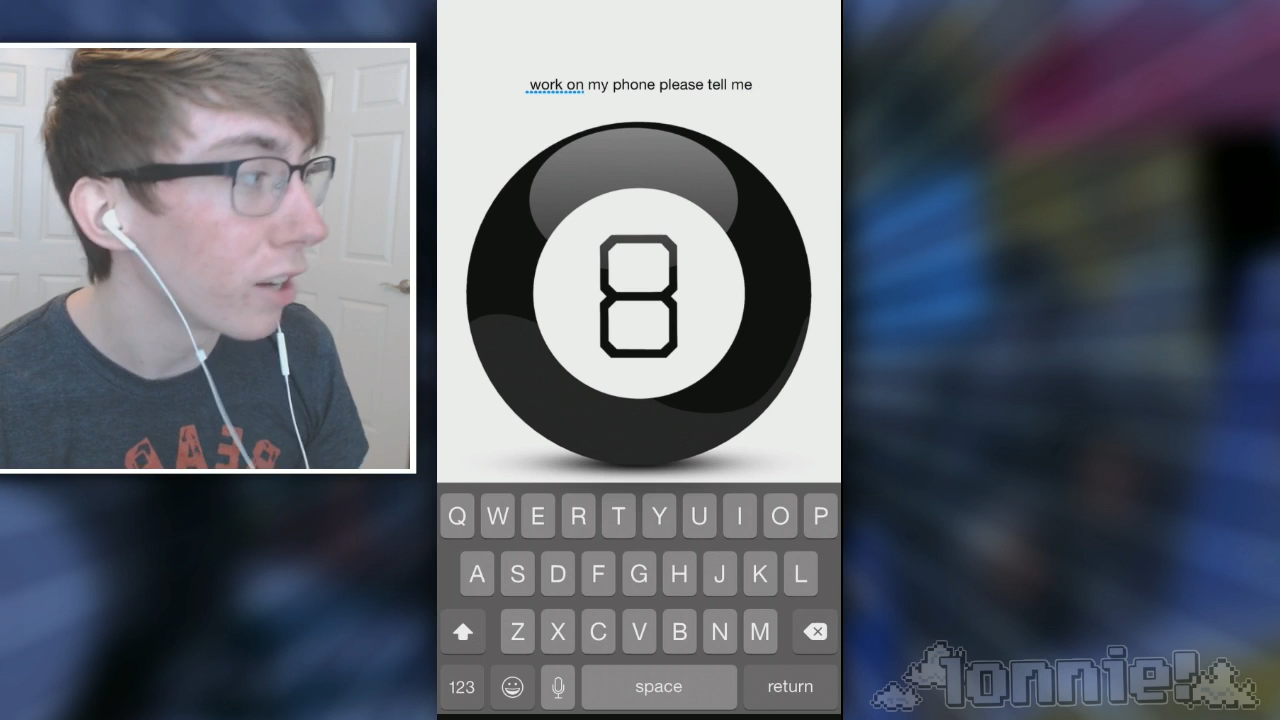 work on my phone please tell me
8
Q W E R T Y U I O P
A S D F G H J K L
Z X C V B N M
123 space return
lonnie!